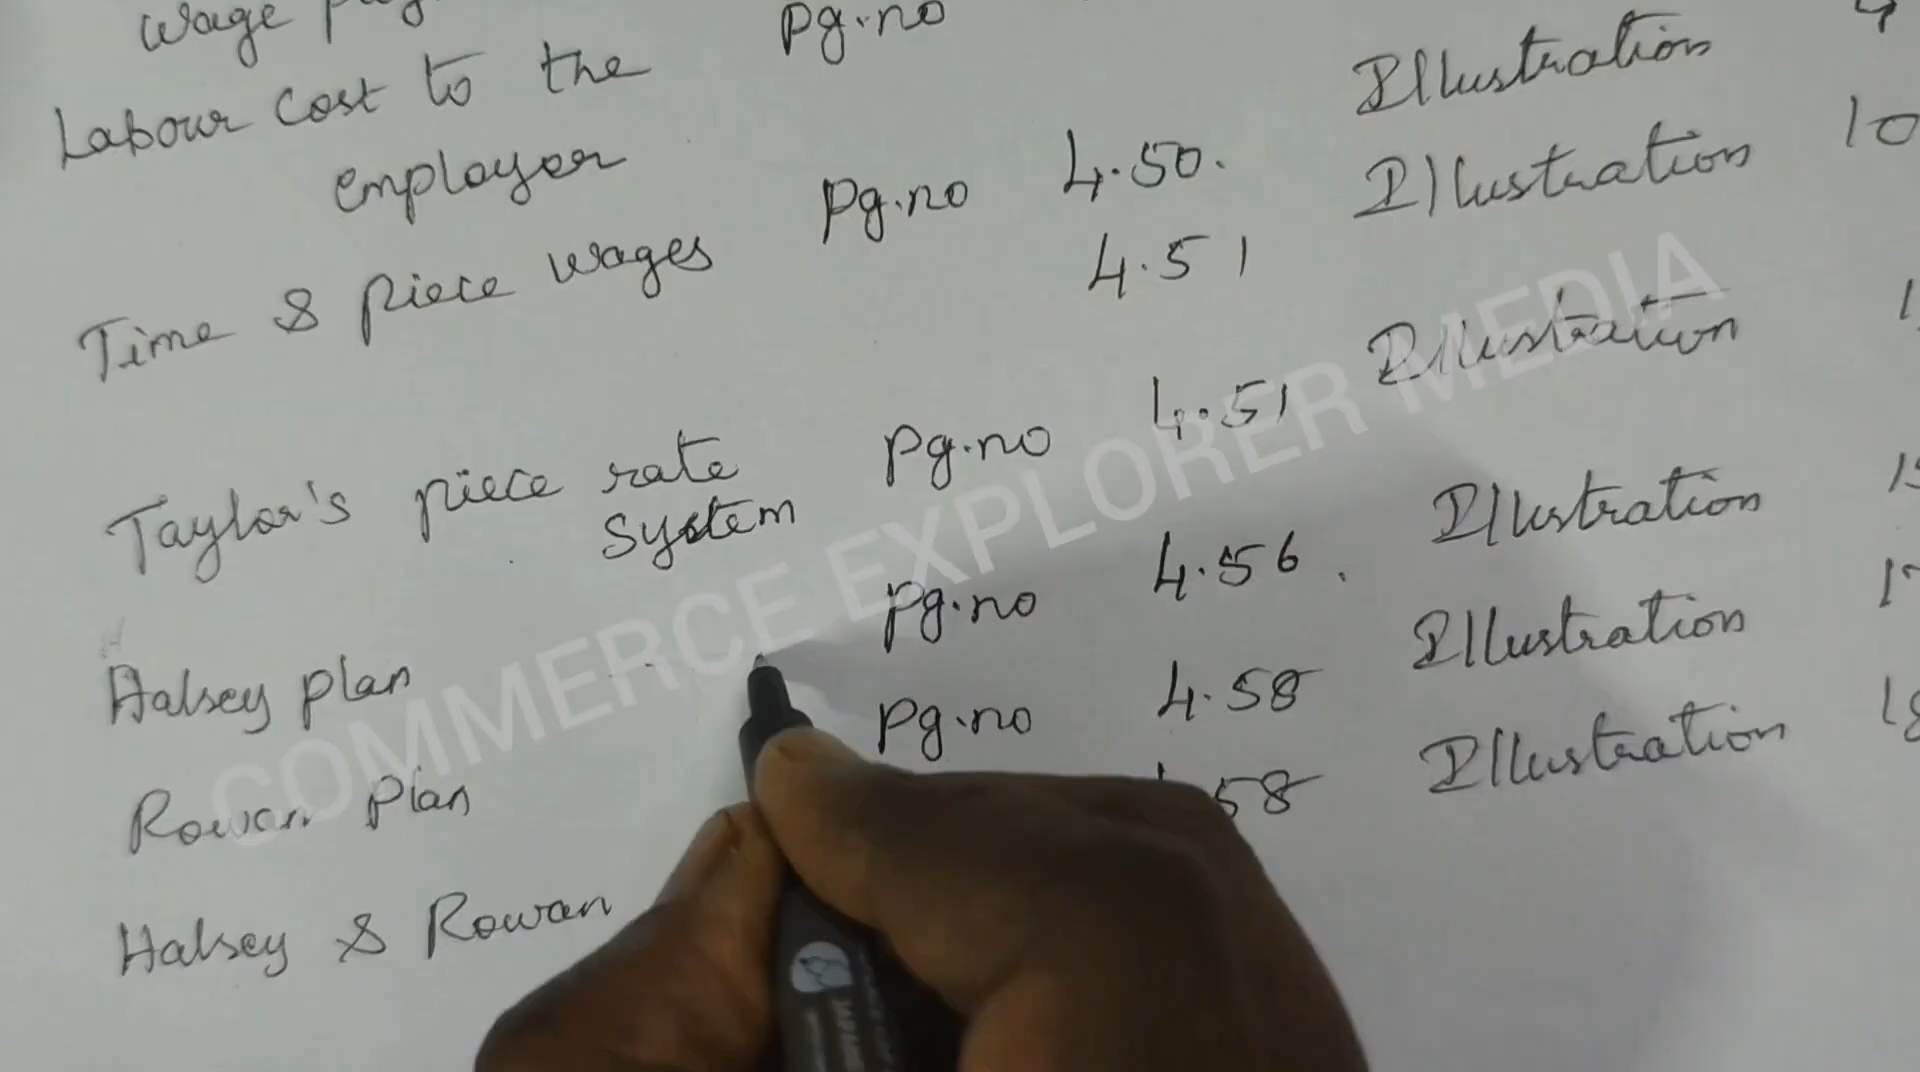 wage
pg.no
Labour cost to the
employer
pg.no 4.50. Illustration
4.51 Illustration 10
Time & piece wages
Taylor's piece rate
system
pg.no 4.51 Illustration
Halsey plan pg.no 4.56. Illustration
Rowan plan pg.no 4.58 Illustration
Halsey & Rowan 58 Illustration
COMMERCE EXPLORER MEDIA